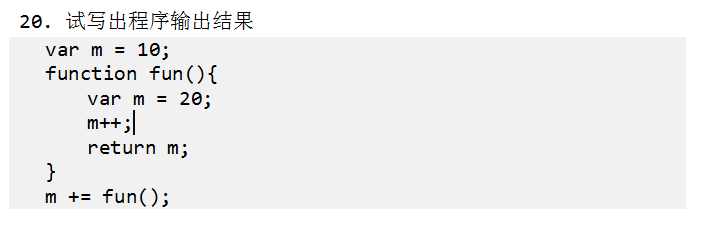 20. 试写出程序输出结果
var m = 10;
function fun(){
    var m = 20;
    m++;
    return m;
}
m += fun();